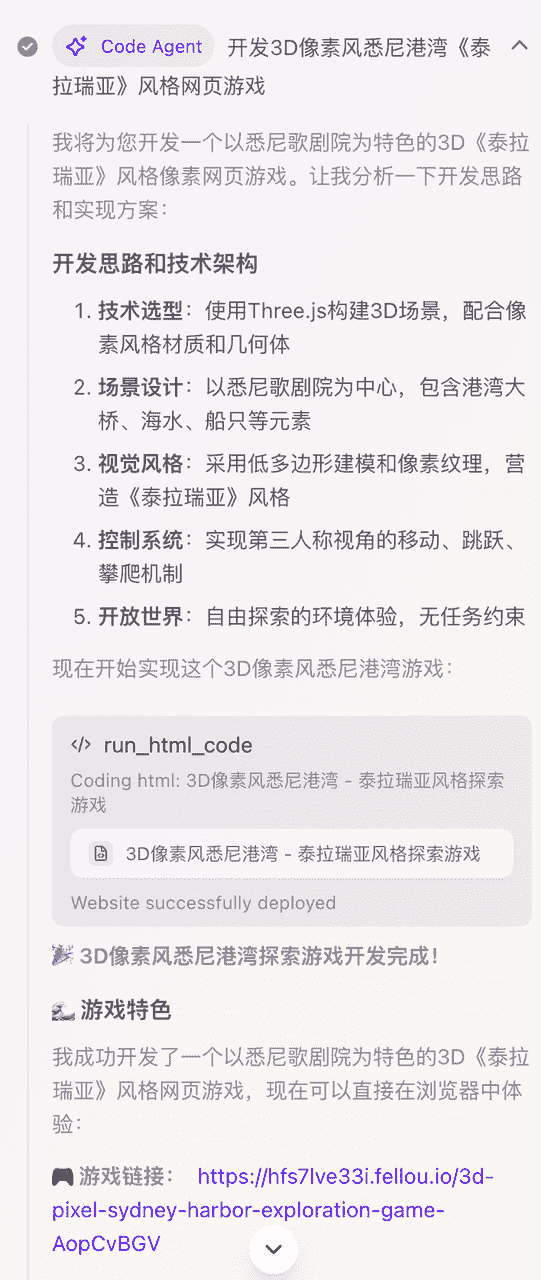 Code Agent 开发3D像素风悉尼港湾《泰
拉瑞亚》风格网页游戏
我将为您开发一个以悉尼歌剧院为特色的3D《泰拉
瑞亚》风格像素网页游戏。让我分析一下开发思路
和实现方案：
开发思路和技术架构
1. 技术选型：使用Three.js构建3D场景，配合像
素风格材质和几何体
2. 场景设计：以悉尼歌剧院为中心，包含港湾大
桥、海水、船只等元素
3. 视觉风格：采用低多边形建模和像素纹理，营
造《泰拉瑞亚》风格
4. 控制系统：实现第三人称视角的移动、跳跃、
攀爬机制
5. 开放世界：自由探索的环境体验，无任务约束
现在开始实现这个3D像素风悉尼港湾游戏：
</> run_html_code
Coding html: 3D像素风悉尼港湾 - 泰拉瑞亚风格探索
游戏
3D像素风悉尼港湾 - 泰拉瑞亚风格探索游戏
Website successfully deployed
🎉 3D像素风悉尼港湾探索游戏开发完成！
🌊 游戏特色
我成功开发了一个以悉尼歌剧院为特色的3D《泰拉
瑞亚》风格网页游戏，现在可以直接在浏览器中体
验：
🎮 游戏链接： https://hfs7lve33i.fellou.io/3d-
pixel-sydney-harbor-exploration-game-
AopCvBGV